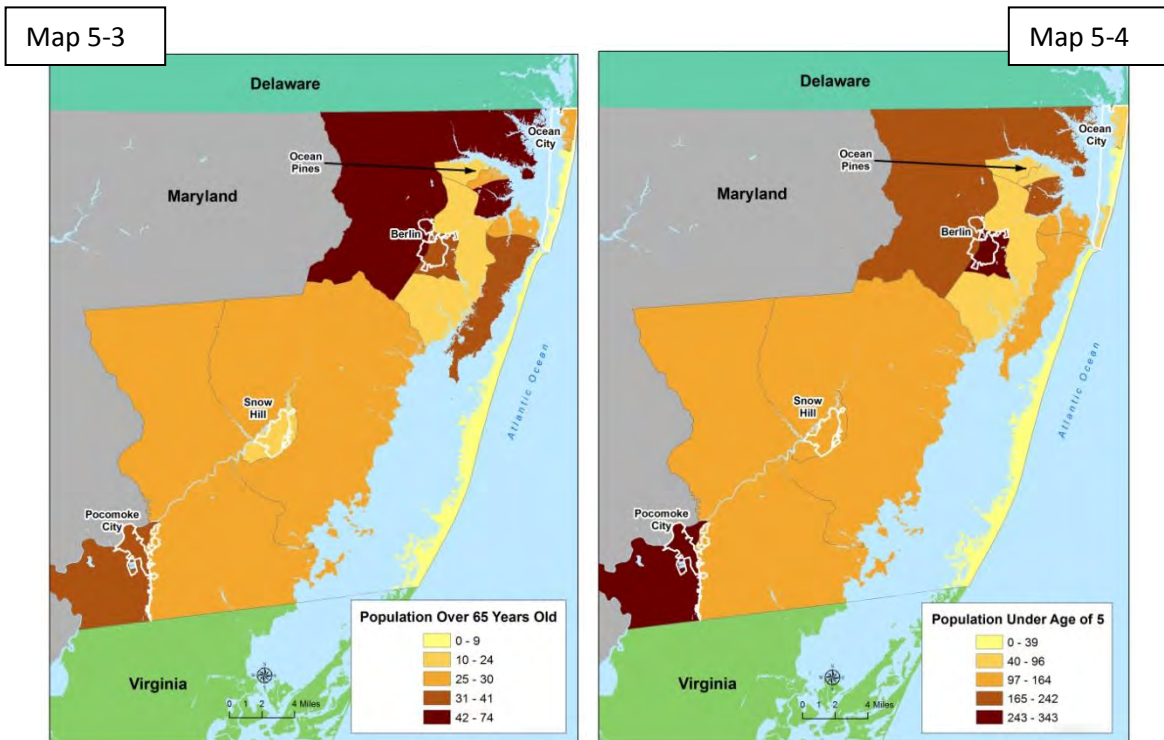 Map 5-3
Delaware
Ocean
City
Ocean
Pines
Maryland
Berlin
Snow
Hill
Pocomoke
City
Atlantic Ocean
Virginia
0 1 2 4 Miles
Population Over 65 Years Old
0 - 9
10 - 24
25 - 30
31 - 41
42 - 74
Map 5-4
Delaware
Ocean
City
Ocean
Pines
Maryland
Berlin
Snow
Hill
Pocomoke
City
Atlantic Ocean
Virginia
0 1 2 4 Miles
Population Under Age of 5
0 - 39
40 - 96
97 - 164
165 - 242
243 - 343